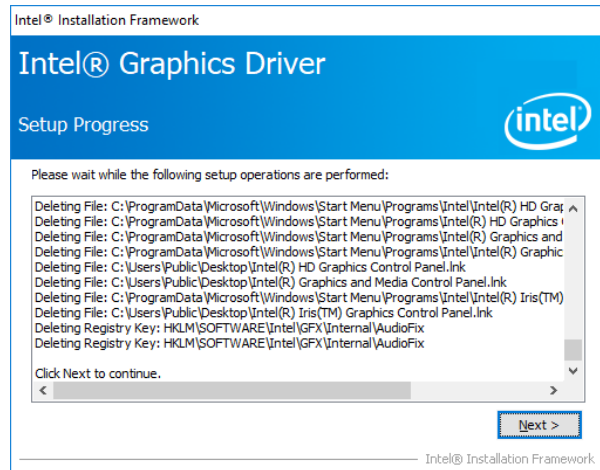 Intel® Installation Framework
Intel® Graphics Driver
Setup Progress
intel
Please wait while the following setup operations are performed:
Deleting File: C:\ProgramData\Microsoft\Windows\Start Menu\Programs\Intel\Intel(R) HD Grap
Deleting File: C:\ProgramData\Microsoft\Windows\Start Menu\Programs\Intel(R) HD Graphics
Deleting File: C:\ProgramData\Microsoft\Windows\Start Menu\Programs\Intel(R) Graphics and
Deleting File: C:\ProgramData\Microsoft\Windows\Start Menu\Programs\Intel\Intel(R) Graphic
Deleting File: C:\Users\Public\Desktop\Intel(R) HD Graphics Control Panel.lnk
Deleting File: C:\Users\Public\Desktop\Intel(R) Graphics and Media Control Panel.lnk
Deleting File: C:\ProgramData\Microsoft\Windows\Start Menu\Programs\Intel\Intel(R) Iris(TM)
Deleting File: C:\Users\Public\Desktop\Intel(R) Iris(TM) Graphics Control Panel.lnk
Deleting Registry Key: HKLM\SOFTWARE\Intel\GFX\Internal\AudioFix
Deleting Registry Key: HKLM\SOFTWARE\Intel\GFX\Internal\AudioFix
Click Next to continue.
Next >
Intel® Installation Framework